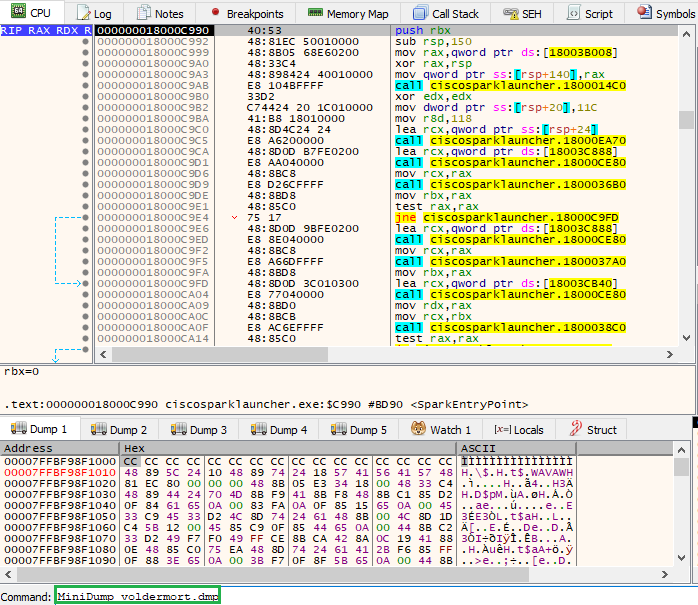 CPU Log Notes Breakpoints Memory Map Call Stack SEH Script Symbols
RIP RAX RDX R 000000018000C990 40:53 push rbx
000000018000C992 48:81EC 50010000 sub rsp,150
000000018000C999 48:8B05 68E60200 mov rax,qword ptr ds:[18003B008]
000000018000C9A0 48:33C4 xor rax,rsp
000000018000C9A3 48:898424 40010000 mov qword ptr ss:[rsp+140],rax
000000018000C9AB E8 104BFFFF call ciscosparklauncher.1800014C0
000000018000C9B0 33D2 xor edx,edx
000000018000C9B2 C74424 20 1C010000 mov dword ptr ss:[rsp+20],11C
000000018000C9BA 41:B8 18010000 mov r8d,118
000000018000C9C0 48:8D4C24 24 lea rcx,qword ptr ss:[rsp+24]
000000018000C9C5 E8 A6200000 call ciscosparklauncher.18000EA70
000000018000C9CA 48:8D0D B7FE0200 lea rcx,qword ptr ds:[18003C888]
000000018000C9D1 E8 AA040000 call ciscosparklauncher.18000CE80
000000018000C9D6 48:8BC8 mov rcx,rax
000000018000C9D9 E8 D26CFFFF call ciscosparklauncher.1800036B0
000000018000C9DE 48:8BD8 mov rbx,rax
000000018000C9E1 48:85C0 test rax,rax
000000018000C9E4 75 17 jne ciscosparklauncher.18000C9FD
000000018000C9E6 48:8D0D 9BFE0200 lea rcx,qword ptr ds:[18003C888]
000000018000C9ED E8 8E040000 call ciscosparklauncher.18000CE80
000000018000C9F2 48:8BC8 mov rcx,rax
000000018000C9F5 E8 A66DFFFF call ciscosparklauncher.1800037A0
000000018000C9FA 48:8BD8 mov rbx,rax
000000018000C9FD 48:8D0D 3C010300 lea rcx,qword ptr ds:[18003CB40]
000000018000CA04 E8 77040000 call ciscosparklauncher.18000CE80
000000018000CA09 48:8BD0 mov rdx,rax
000000018000CA0C 48:8BCB mov rcx,rbx
000000018000CA0F E8 AC6EFFFF call ciscosparklauncher.1800038C0
000000018000CA14 48:85C0 test rax,rax
rbx=0
.text:000000018000C990 ciscosparklauncher.exe:$C990 #BD90 <SparkEntryPoint>
Dump 1 Dump 2 Dump 3 Dump 4 Dump 5 Watch 1 [x=] Locals Struct
Address Hex ASCII
00007FFBF98F1000 CC CC CC CC CC CC CC CC CC CC CC CC CC CC CC CC ÌÌÌÌÌÌÌÌÌÌÌÌÌÌÌÌ
00007FFBF98F1010 48 89 5C 24 10 48 89 74 24 18 57 41 56 41 57 48 H.\$.H.t$.WAVAWH
00007FFBF98F1020 81 EC 80 00 00 00 48 8B 05 E3 34 18 00 48 33 C4 .ì....H..ã4..H3Ä
00007FFBF98F1030 48 89 44 24 70 4D 8B F9 41 8B F8 48 8B C1 85 D2 H.D$pM.ùA.øH.Á.Ò
00007FFBF98F1040 0F 84 61 65 0A 00 83 FA 0A 0F 85 15 65 0A 00 45 ..ae...ú....e..E
00007FFBF98F1050 33 C9 45 33 D2 4C 8D 74 24 61 48 8B 00 4C 8D 1D 3ÉE3ÒL.t$aH..L..
00007FFBF98F1060 C4 5B 12 00 45 85 C9 0F 85 44 65 0A 00 44 8B C2 Ä[..E.É..De..D.Â
00007FFBF98F1070 33 D2 49 F7 F0 49 FF CE 8B CA 42 8A 0C 19 41 88 3ÒI÷ðIÿÎ.ÊB...A.
00007FFBF98F1080 0E 48 85 C0 75 EA 48 8D 74 24 61 41 2B F6 85 FF .H.ÀuêH.t$aA+ö.ÿ
00007FFBF98F1090 0F 88 3E 65 0A 00 3B F7 0F 8F 5B 65 0A 00 44 8B ..>e..;÷..[e..D.
Command: MiniDump voldermort.dmp